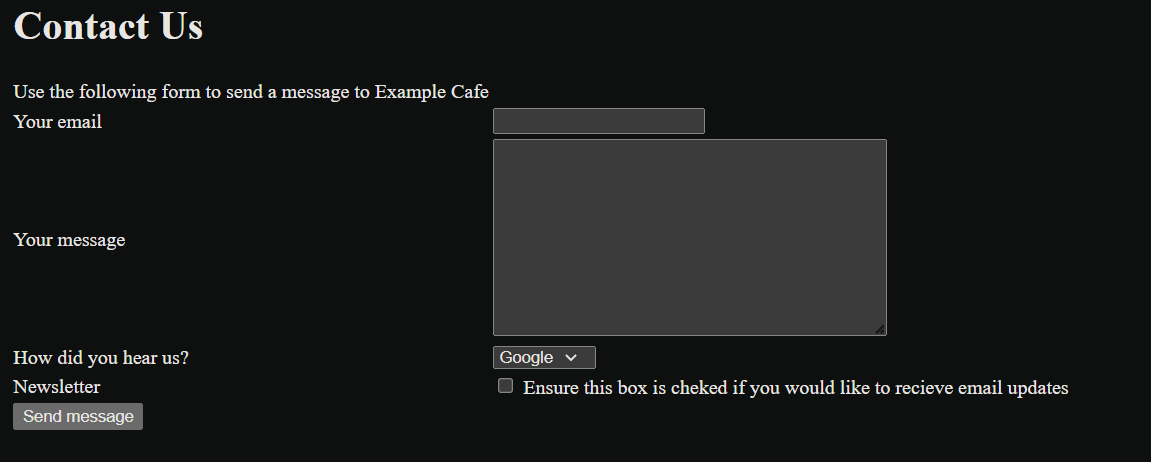 Contact Us
Use the following form to send a message to Example Cafe
Your email
Your message
How did you hear us?
Google
Newsletter
Ensure this box is cheked if you would like to recieve email updates
Send message